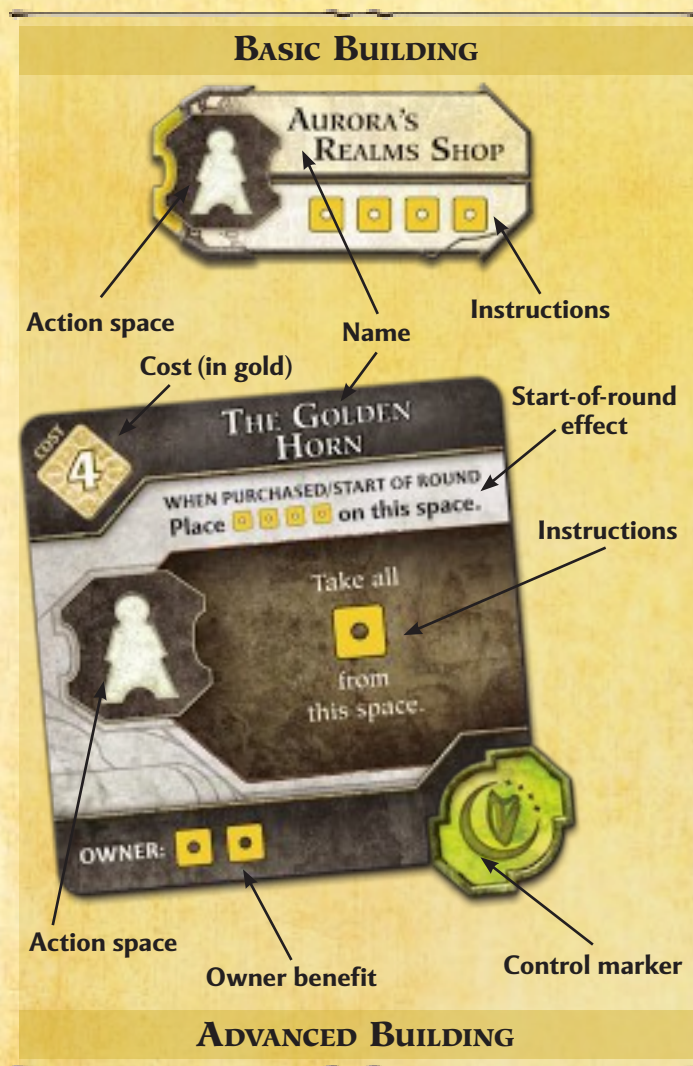 BASIC BUILDING
AURORA'S
REALMS SHOP
Action space
Name
Instructions
Cost (in gold)
COST
4
THE GOLDEN
HORN
Start-of-round
effect
WHEN PURCHASED/START OF ROUND
Place on this space.
Instructions
Take all
from
this space.
OWNER:
Action space
Owner benefit
Control marker
ADVANCED BUILDING